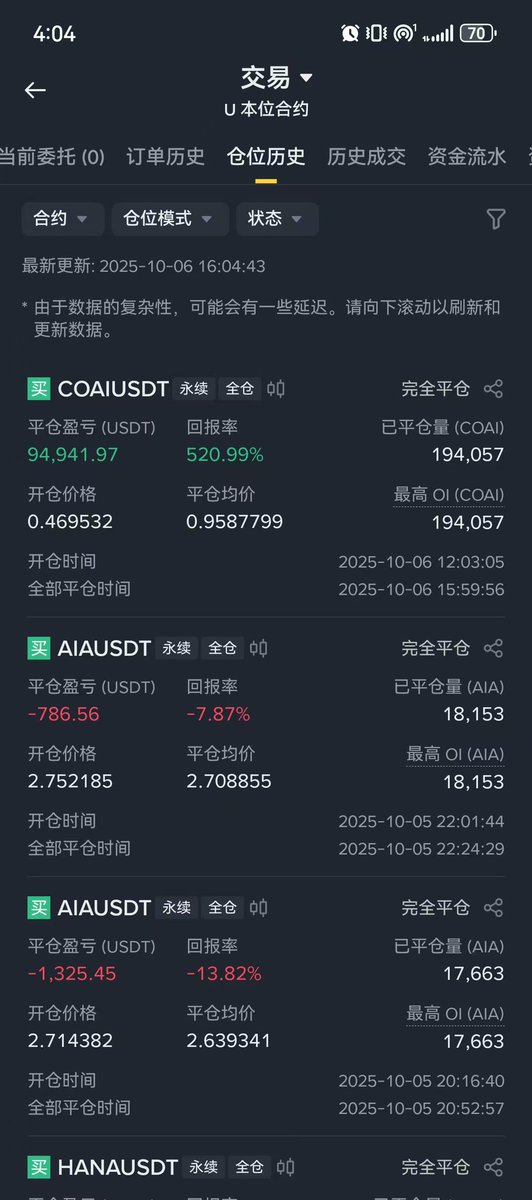 4:04 70
交易
U 本位合约
当前委托 (0) 订单历史 仓位历史 历史成交 资金流水
合约 仓位模式 状态
最新更新: 2025-10-06 16:04:43
* 由于数据的复杂性，可能会有一些延迟。请向下滚动以刷新和
更新数据。
买 COAIUSDT 永续 全仓 完全平仓
平仓盈亏 (USDT) 回报率 已平仓量 (COAI)
94,941.97 520.99% 194,057
开仓价格 平仓均价 最高 OI (COAI)
0.469532 0.9587799 194,057
开仓时间 2025-10-06 12:03:05
全部平仓时间 2025-10-06 15:59:56
买 AIAUSDT 永续 全仓 完全平仓
平仓盈亏 (USDT) 回报率 已平仓量 (AIA)
-786.56 -7.87% 18,153
开仓价格 平仓均价 最高 OI (AIA)
2.752185 2.708855 18,153
开仓时间 2025-10-05 22:01:44
全部平仓时间 2025-10-05 22:24:29
买 AIAUSDT 永续 全仓 完全平仓
平仓盈亏 (USDT) 回报率 已平仓量 (AIA)
-1,325.45 -13.82% 17,663
开仓价格 平仓均价 最高 OI (AIA)
2.714382 2.639341 17,663
开仓时间 2025-10-05 20:16:40
全部平仓时间 2025-10-05 20:52:57
买 HANAUSDT 永续 全仓 完全平仓